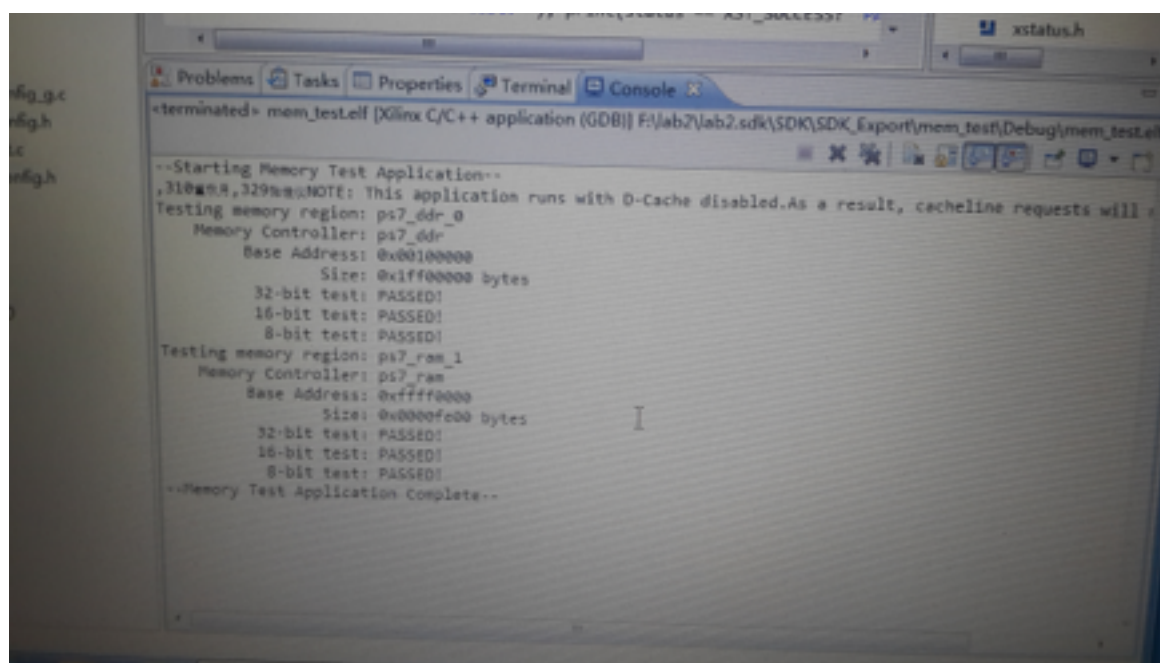 xstatus.h
Problems Tasks Properties Terminal Console
<terminated> mem_test.elf [Xilinx C/C++ application (GDB)] F:\lab2\lab2.sdk\SDK\SDK_Export\mem_test\Debug\mem_test.elf
--Starting Memory Test Application--
NOTE: This application runs with D-Cache disabled.As a result, cacheline requests will
Testing memory region: ps7_ddr_0
Memory Controller: ps7_ddr
Base Address: 0x00100000
Size: 0x1ff00000 bytes
32-bit test: PASSED!
16-bit test: PASSED!
8-bit test: PASSED!
Testing memory region: ps7_ram_1
Memory Controller: ps7_ram
Base Address: 0xffff0000
Size: 0x0000fe00 bytes
32-bit test: PASSED!
16-bit test: PASSED!
8-bit test: PASSED!
--Memory Test Application Complete--